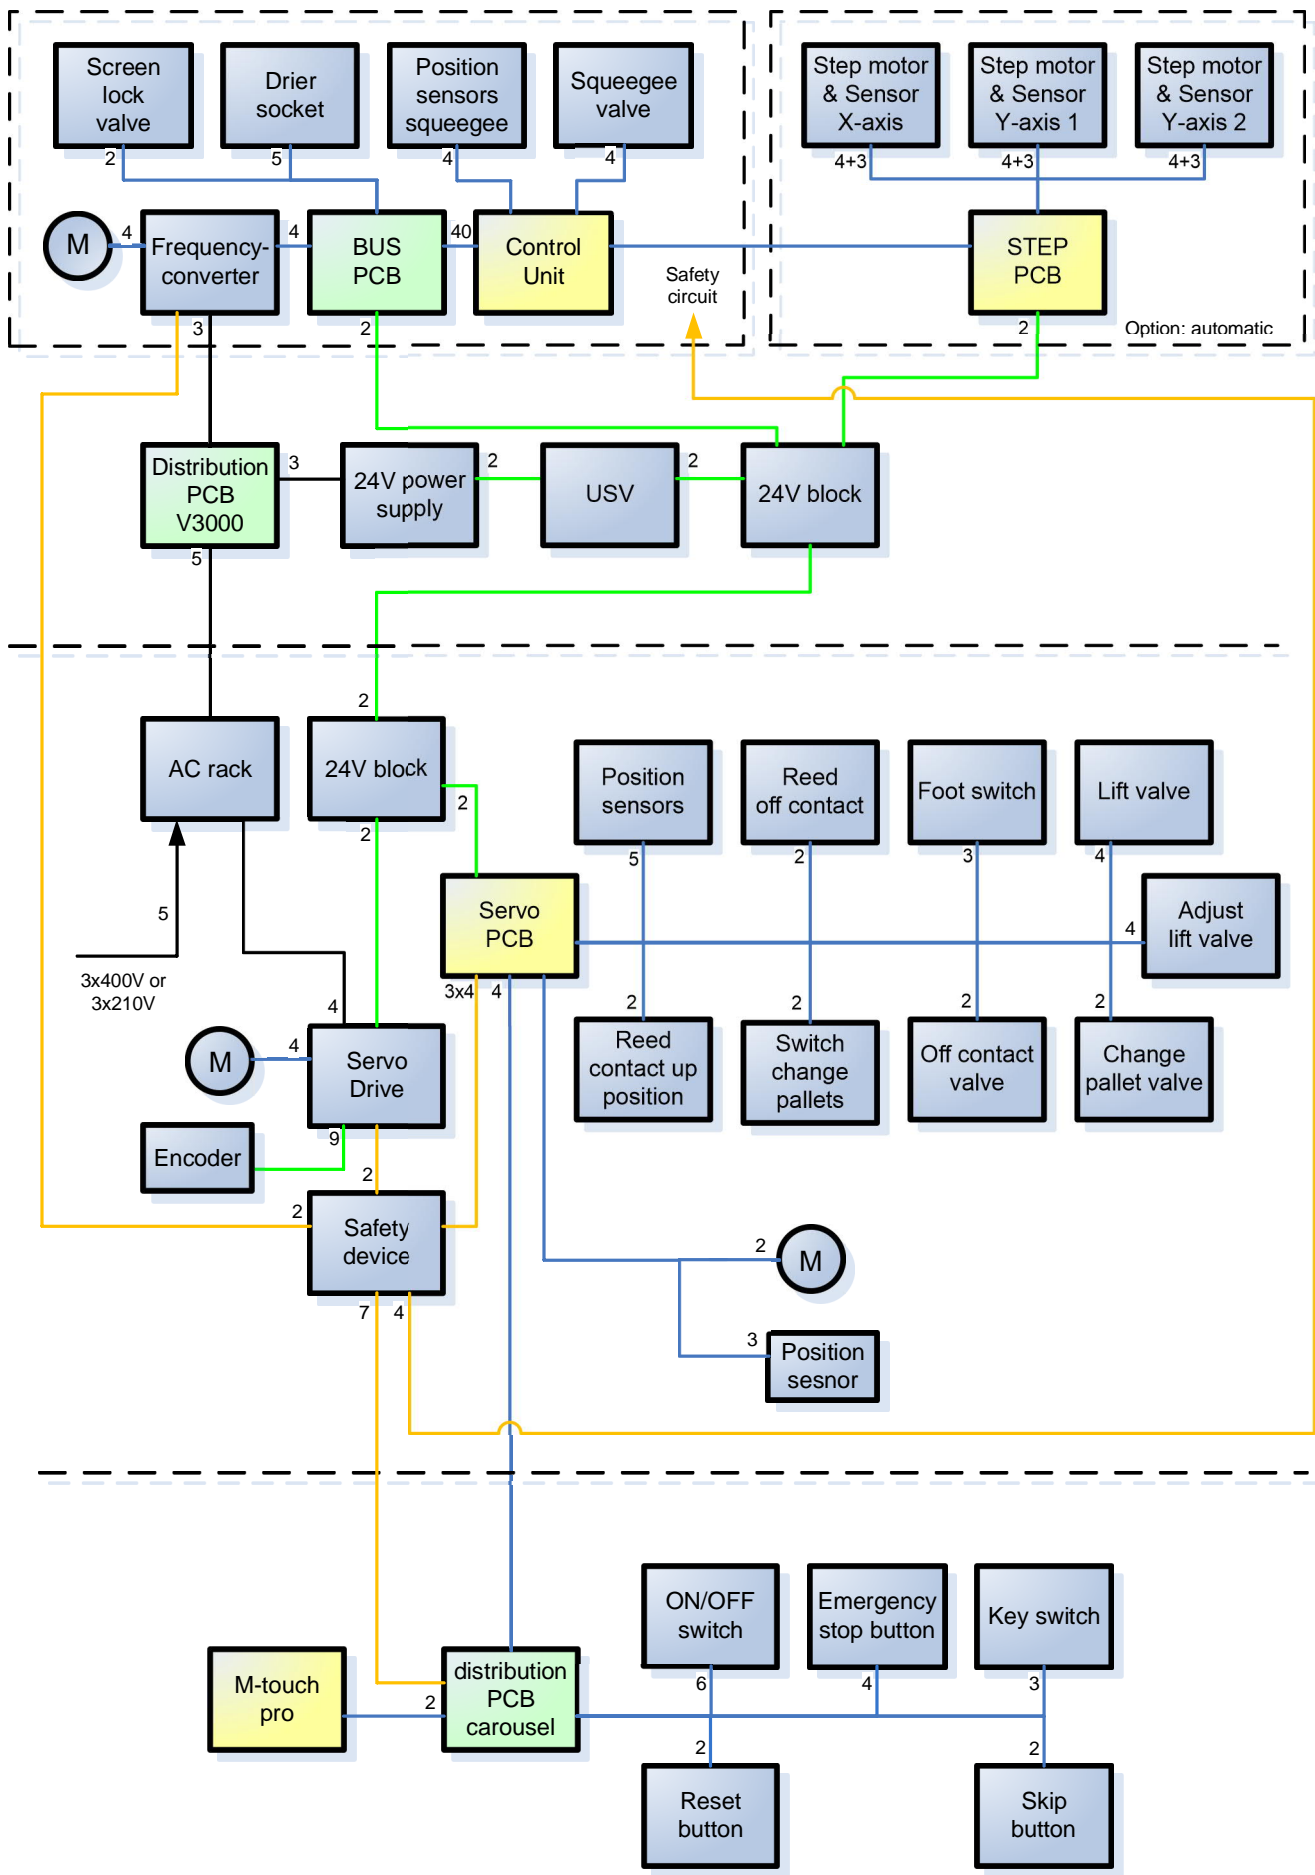 Screen
lock
valve
Drier
socket
Position
sensors
squeegee
Squeegee
valve
Step motor
& Sensor
X-axis
Step motor
& Sensor
Y-axis 1
Step motor
& Sensor
Y-axis 2
2
5
4
4
4+3
4+3
4+3
M
4
Frequency-
converter
4
BUS
PCB
40
Control
Unit
STEP
PCB
Safety
circuit
3
2
2
Option: automatic
Distribution
PCB
V3000
3
24V power
supply
2
USV
2
24V block
5
2
AC rack
24V block
2
2
Position
sensors
Reed
off contact
Foot switch
Lift valve
5
2
3
4
5
Servo
PCB
4
Adjust
lift valve
3x400V or
3x210V
3x4
4
4
2
2
2
2
M
4
Servo
Drive
Reed
contact up
position
Switch
change
pallets
Off contact
valve
Change
pallet valve
9
Encoder
2
2
Safety
device
2
M
7
4
3
Position
sesnor
ON/OFF
switch
Emergency
stop button
Key switch
6
4
3
M-touch
pro
2
distribution
PCB
carousel
2
2
Reset
button
Skip
button